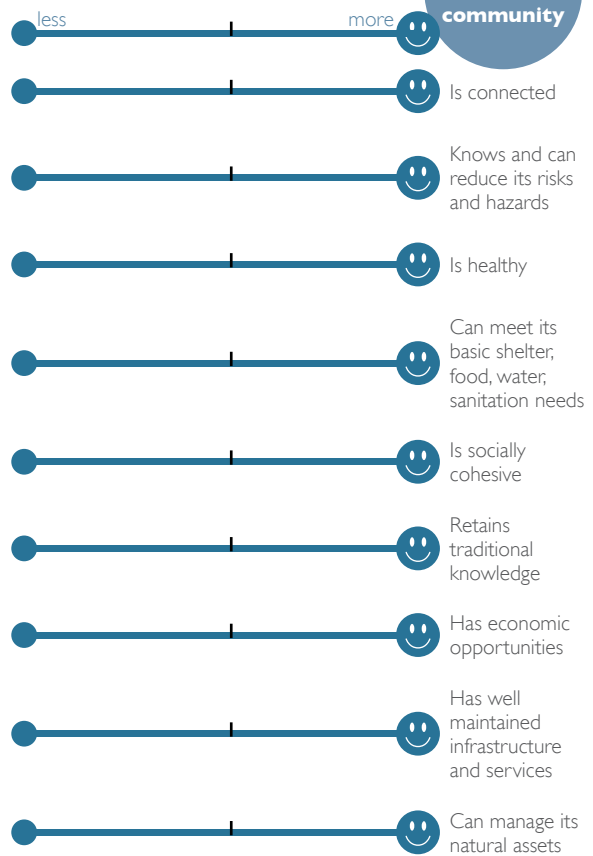 less
more
community
Is connected
Knows and can
reduce its risks
and hazards
Is healthy
Can meet its
basic shelter,
food, water,
sanitation needs
Is socially
cohesive
Retains
traditional
knowledge
Has economic
opportunities
Has well
maintained
infrastructure
and services
Can manage its
natural assets